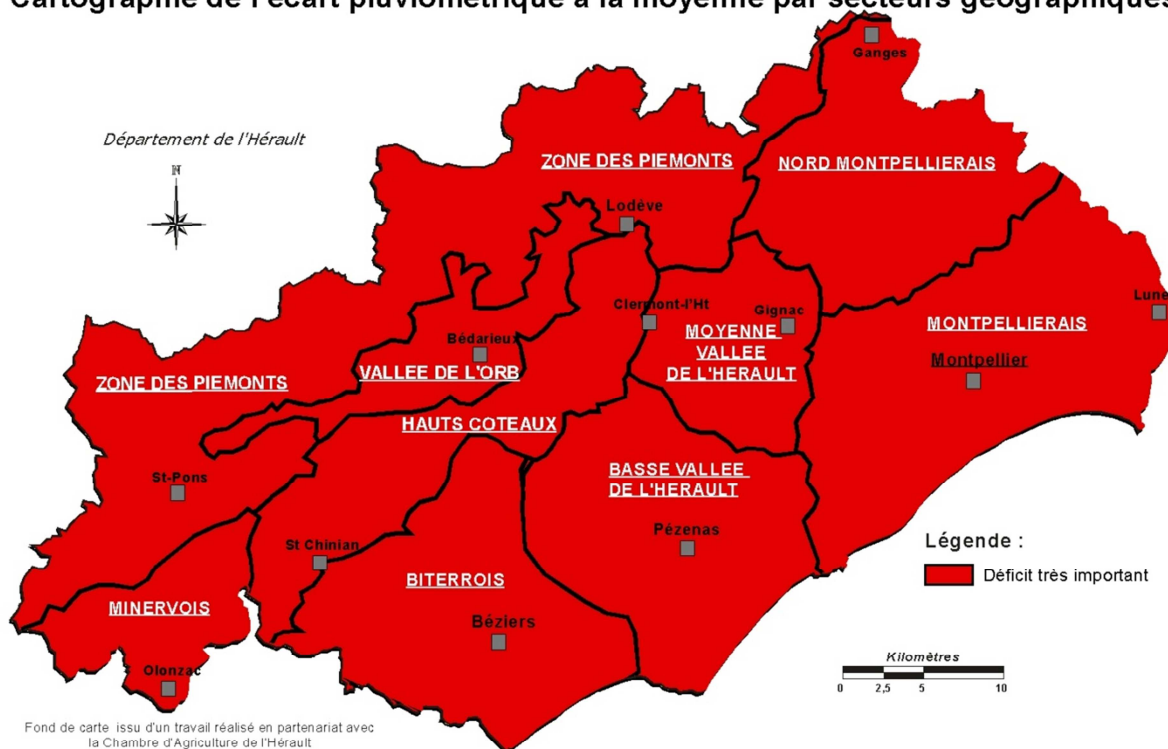 Cartographie de l'écart pluviométrique à la moyenne par secteurs géographiques
Ganges
Département de l'Hérault
N
ZONE DES PIEMONTS
NORD MONTPELLIERAIS
Lodève
Clermont-l'Ht
Gignac
Lune
MONTPELLIERAIS
MOYENNE
VALLEE
DE L'HERAULT
Bédarieux
Montpellier
ZONE DES PIEMONTS
VALLEE DE L'ORB
HAUTS COTEAUX
BASSE VALLEE
DE L'HERAULT
St-Pons
Pézenas
St Chinian
Légende :
Déficit très important
BITERROIS
MINERVOIS
Béziers
Olonzac
Kilomètres
0 2,5 5 10
Fond de carte issu d'un travail réalisé en partenariat avec
la Chambre d'Agriculture de l'Hérault